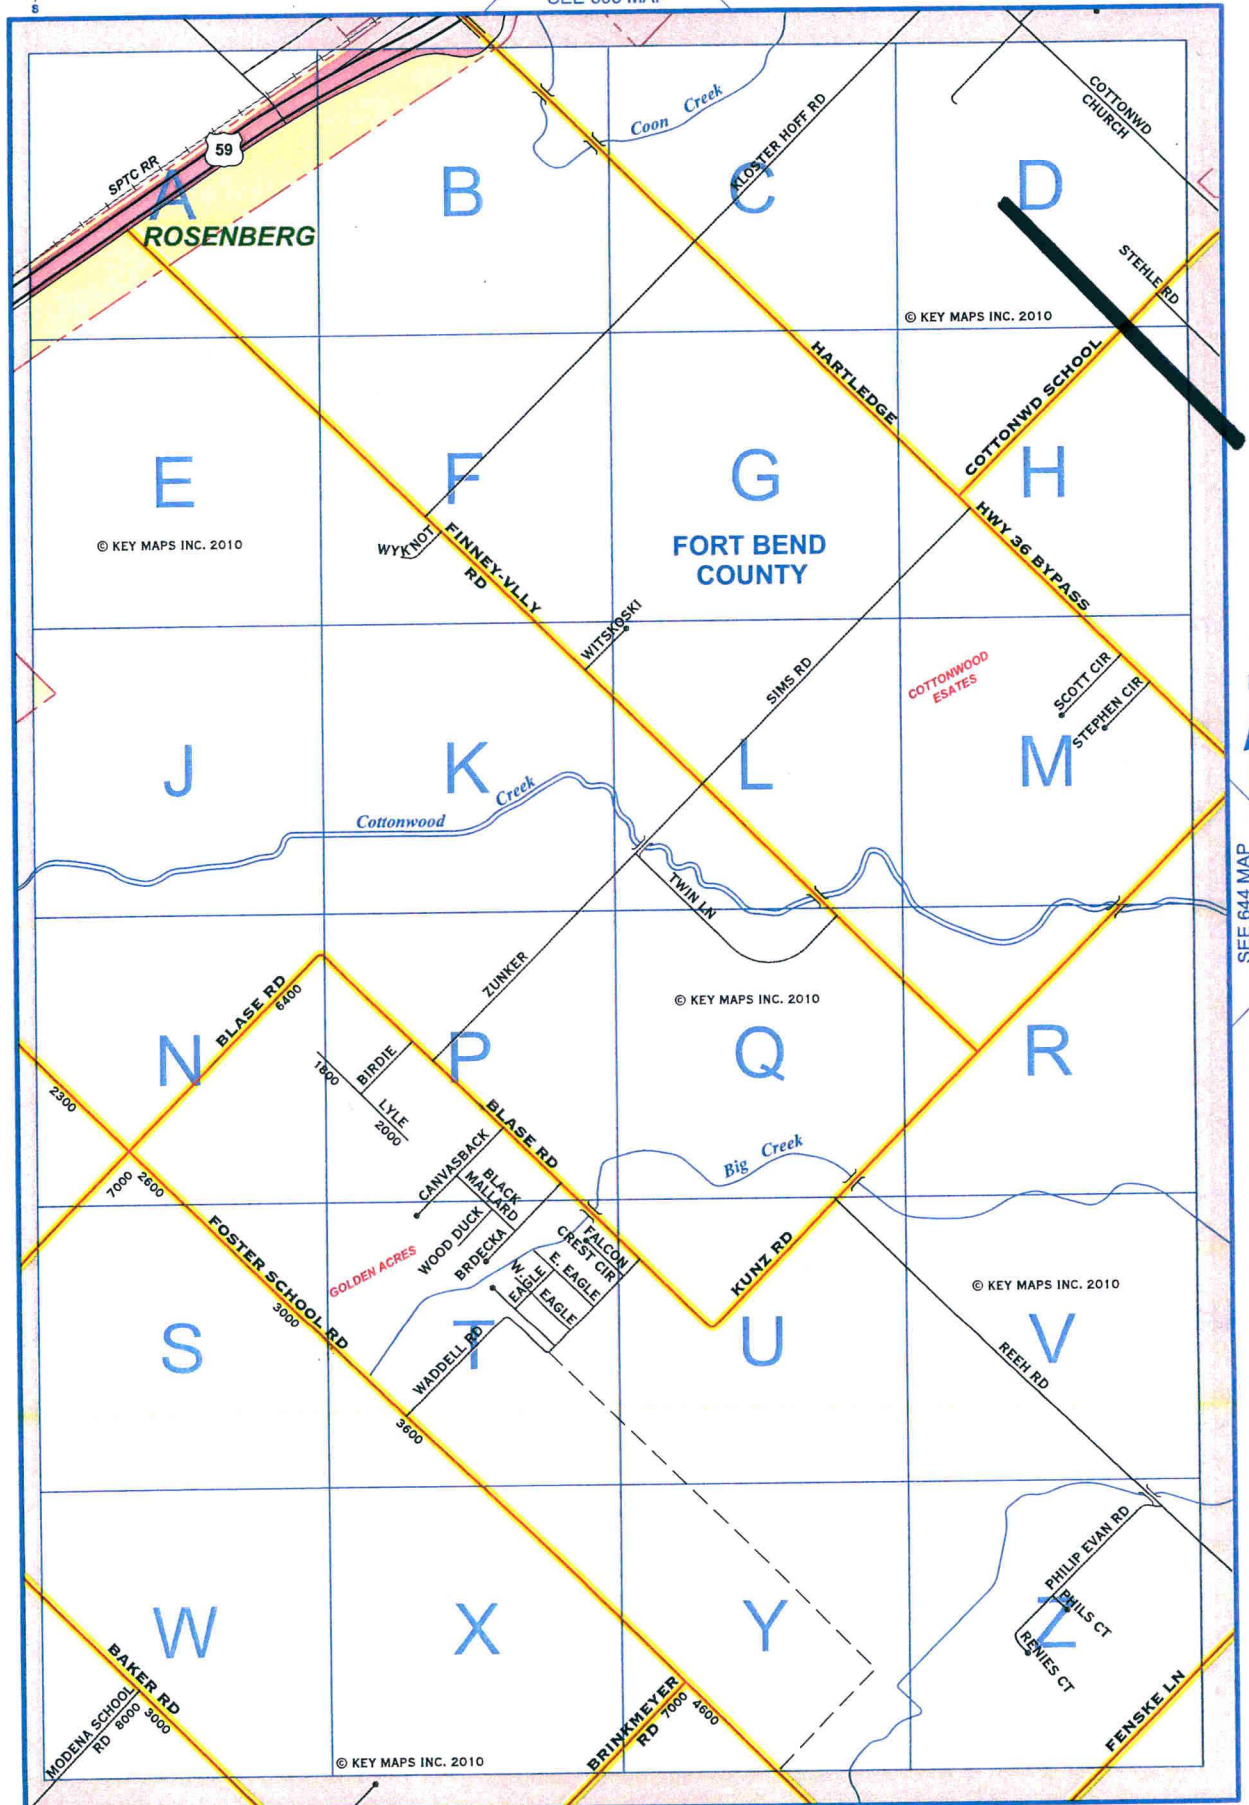 S
COTTONWD
CHURCH
Coon Creek
KLOSTER HOFF RD
59
SPTC RR
A
B
C
D
ROSENBERG
STEHLE RD
© KEY MAPS INC. 2010
HARTLEDGE
COTTONWD SCHOOL
E
F
G
H
© KEY MAPS INC. 2010
WYKNOT
FINNEY-VLLY
RD
FORT BEND
COUNTY
HWY 36 BYPASS
WITSKOSKI
SIMS RD
COTTONWOOD
ESATES
SCOTT CIR
STEPHEN CIR
J
K
L
M
Cottonwood Creek
TWIN LN
SEE 644 MAP
ZUNKER
BLASE RD
6400
© KEY MAPS INC. 2010
N
P
Q
R
2300
1800
BIRDIE
LYLE
2000
BLASE RD
Big Creek
7000
2600
CANVASBACK
BLACK
MALLARD
WOOD DUCK
BRDECKA
FALCON
CREST CIR
FOSTER SCHOOL RD
GOLDEN ACRES
3000
W.
EAGLE
E. EAGLE
EAGLE
KUNZ RD
© KEY MAPS INC. 2010
S
T
U
V
WADDELL RD
REEH RD
3600
PHILIP EVAN RD
PHILS CT
RENIES CT
W
X
Y
Z
BAKER RD
3000
MODENA SCHOOL
RD 8000
BRINKMEYER
RD 7000
4600
FENSKE LN
© KEY MAPS INC. 2010